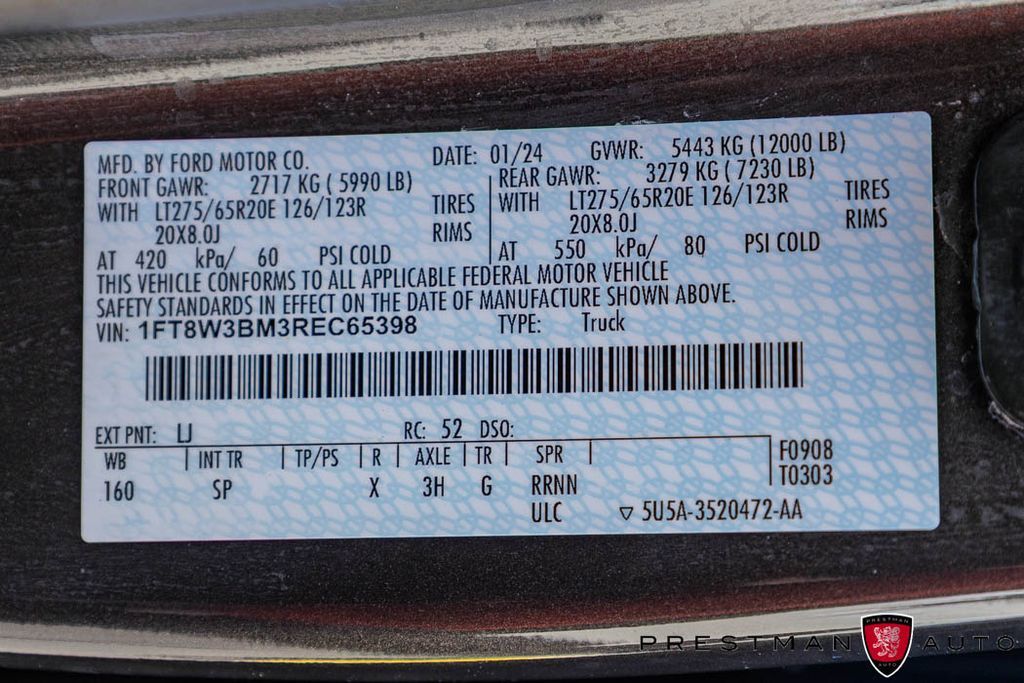 MFD. BY FORD MOTOR CO. DATE: 01/24 GVWR: 5443 KG (12000 LB)
FRONT GAWR: 2717 KG ( 5990 LB) REAR GAWR: 3279 KG ( 7230 LB)
WITH LT275/65R20E 126/123R TIRES WITH LT275/65R20E 126/123R TIRES
20X8.0J RIMS 20X8.0J RIMS
AT 420 kPa/ 60 PSI COLD AT 550 kPa/ 80 PSI COLD
THIS VEHICLE CONFORMS TO ALL APPLICABLE FEDERAL MOTOR VEHICLE
SAFETY STANDARDS IN EFFECT ON THE DATE OF MANUFACTURE SHOWN ABOVE.
VIN: 1FT8W3BM3REC65398 TYPE: Truck
EXT PNT: UJ RC: 52 DSO:
WB INT TR TP/PS R AXLE TR SPR F0908
160 SP X 3H G RRNN T0303
ULC ▽ 5U5A-3520472-AA
PRESTMAN AUTO
PRESTMAN
AUTO